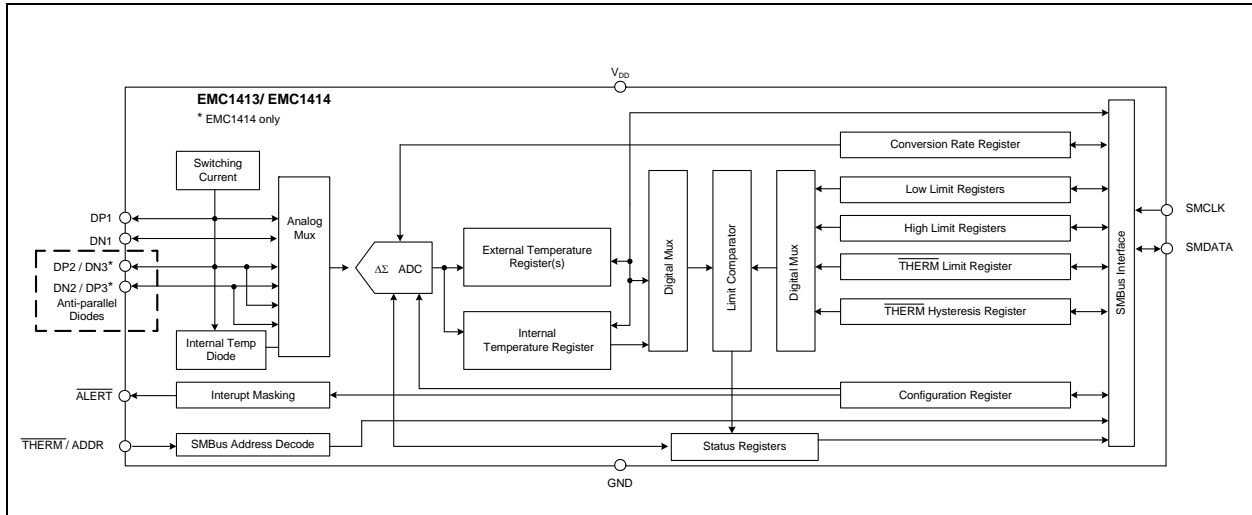 V_DD
EMC1413/ EMC1414
* EMC1414 only
Switching
Current
Conversion Rate Register
Analog
Mux
Low Limit Registers
DP1
SMCLK
DN1
High Limit Registers
External Temperature
Register(s)
SMDATA
DP2 / DN3*
ΔΣ ADC
Digital Mux
Limit Comparator
Digital Mux
THERM Limit Register
SMBus Interface
DN2 / DP3*
Anti-parallel
Diodes
THERM Hysteresis Register
Internal Temp
Diode
Internal
Temperature Register
ALERT
Interupt Masking
Configuration Register
THERM / ADDR
SMBus Address Decode
Status Registers
GND